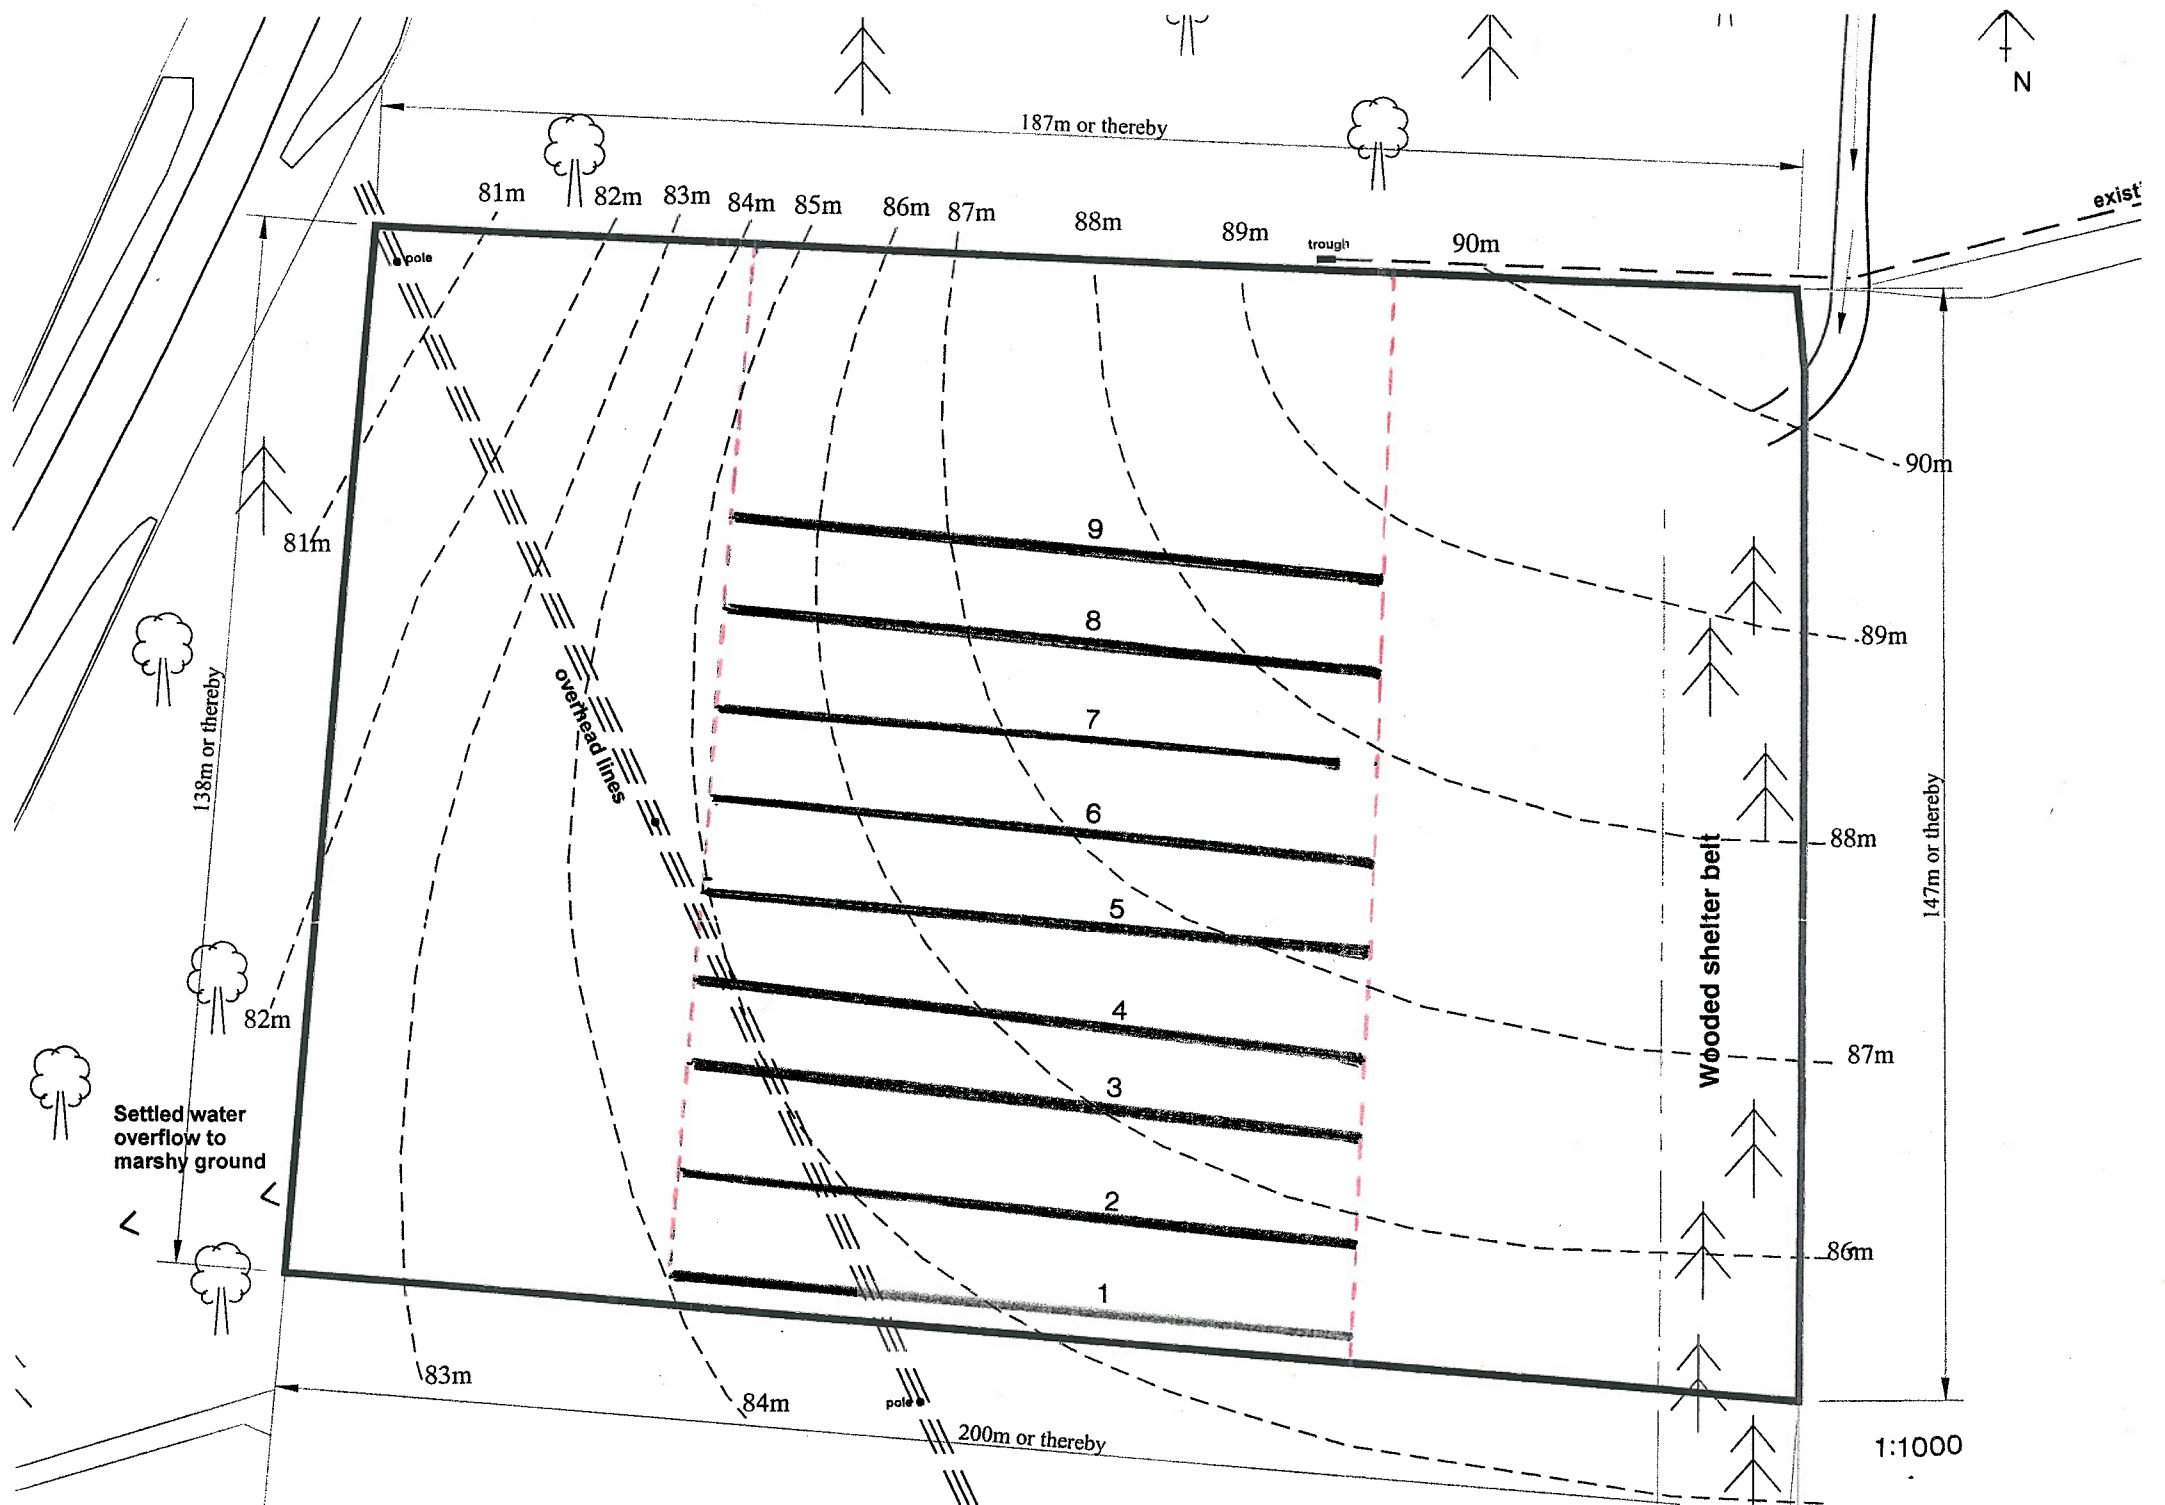 N
187m or thereby
exist
81m
82m
83m
84m
85m
86m
87m
88m
89m
90m
trough
pole
90m
81m
9
8
89m
overhead lines
138m or thereby
7
6
88m
147m or thereby
Wooded shelter belt
5
4
82m
87m
3
Settled water
overflow to
marshy ground
2
86m
1
83m
84m
pole
200m or thereby
1:1000